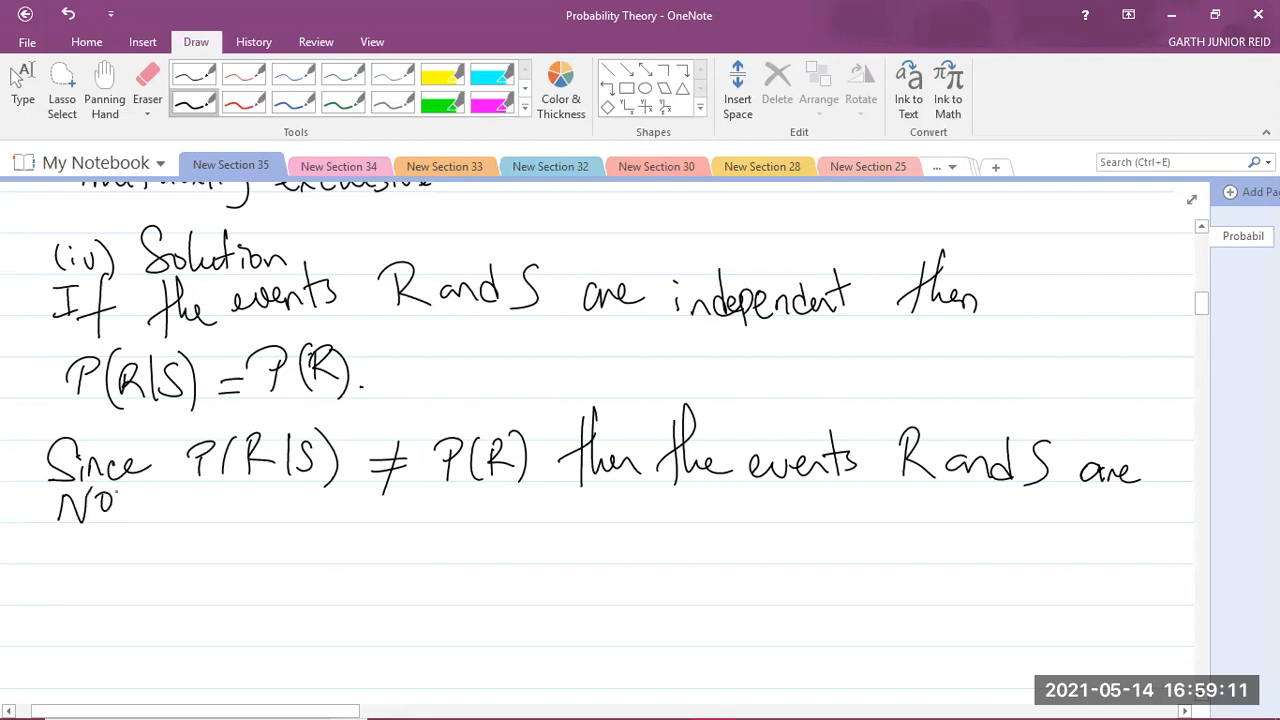 Probability Theory - OneNote
GARTH JUNIOR REID
File Home Insert Draw History Review View
Type
Lasso Select
Panning Hand
Eraser
Color & Thickness
Insert Space
Delete
Arrange
Rotate
Ink to Text
Ink to Math
Tools
Shapes
Edit
Convert
My Notebook
New Section 35
New Section 34
New Section 33
New Section 32
New Section 30
New Section 28
New Section 25
...
Search (Ctrl+E)
Add Pa
Probabil
exclusive
(iv) Solution
If the events R and S are independent then
P(R|S) = P(R).
Since P(R|S) ≠ P(R) then the events R and S are
NO
2021-05-14 16:59:11